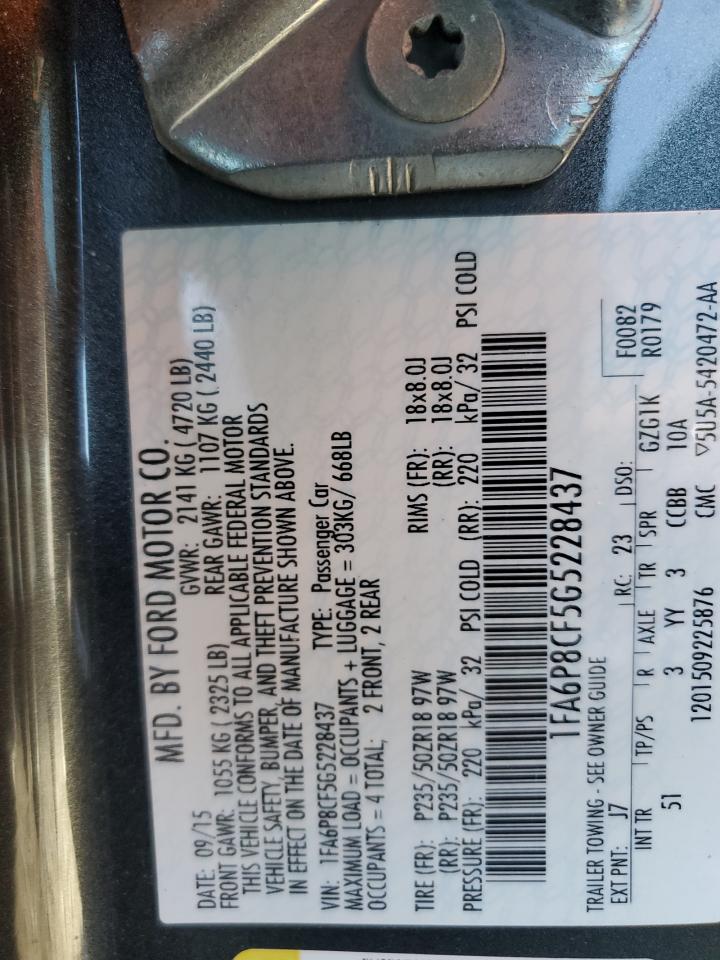 MFD. BY FORD MOTOR CO.
DATE: 09/15 GVWR: 2141 KG ( 4720 LB)
FRONT GAWR: 1055 KG ( 2325 LB) REAR GAWR: 1107 KG ( 2440 LB)
THIS VEHICLE CONFORMS TO ALL APPLICABLE FEDERAL MOTOR
VEHICLE SAFETY, BUMPER, AND THEFT PREVENTION STANDARDS
IN EFFECT ON THE DATE OF MANUFACTURE SHOWN ABOVE.
VIN: 1FA6P8CF5G5228437 TYPE: Passenger Car
MAXIMUM LOAD = OCCUPANTS + LUGGAGE = 303KG/ 668LB
OCCUPANTS = 4 TOTAL; 2 FRONT, 2 REAR
TIRE (FR): P235/50ZR18 97W RIMS (FR): 18x8.0J
(RR): P235/50ZR18 97W (RR): 18x8.0J
PRESSURE (FR): 220 kPa/ 32 PSI COLD (RR): 220 kPa/ 32 PSI COLD
1FA6P8CF5G5228437
TRAILER TOWING - SEE OWNER GUIDE F0082
EXT PNT: J7 RC: 23 DSO: R0179
INT TR TP/PS R AXLE TR SPR GZG1K
51 3 YY 3 CCBB 10A
1201509225876 CMC ▽5U5A-5420472-AA